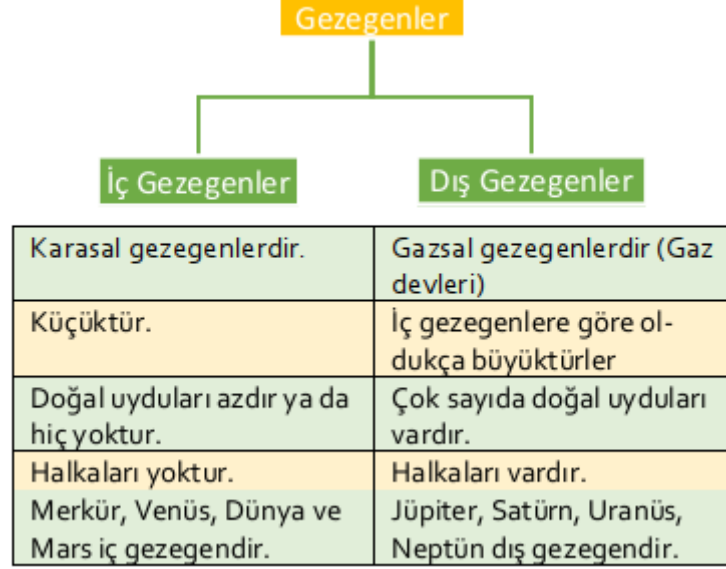 Gezegenler
İç Gezegenler
Dış Gezegenler
Karasal gezegenlerdir.
Gazsal gezegenlerdir (Gaz
devleri)
Küçüktür.
İç gezegenlere göre ol-
dukça büyüktürler
Doğal uyduları azdır ya da
hiç yoktur.
Çok sayıda doğal uyduları
vardır.
Halkaları yoktur.
Halkaları vardır.
Merkür, Venüs, Dünya ve
Mars iç gezegendir.
Jüpiter, Satürn, Uranüs,
Neptün dış gezegendir.